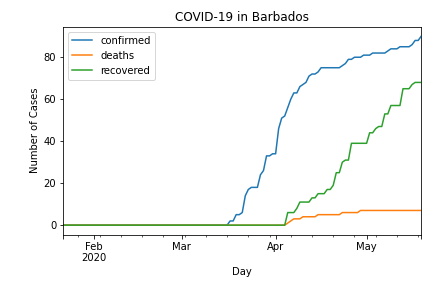 COVID-19 in Barbados
confirmed
deaths
recovered
Number of Cases
80
60
40
20
0
Feb
2020
Mar
Apr
May
Day